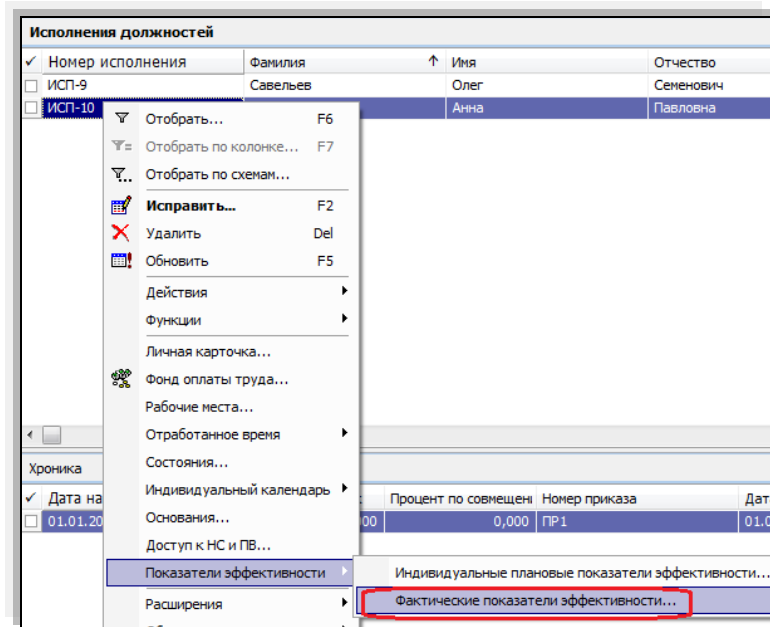 Исполнения должностей
Номер исполнения Фамилия Имя Отчество
ИСП-9 Савельев Олег Семенович
ИСП-10 Анна Павловна
Отобрать... F6
Отобрать по колонке... F7
Отобрать по схемам...
Исправить... F2
Удалить Del
Обновить F5
Действия
Функции
Личная карточка...
Фонд оплаты труда...
Рабочие места...
Отработанное время
Состояния...
Хроника
Индивидуальный календарь
Дата на Процент по совмещен Номер приказа Дат
Основания...
01.01.20 00 0,000 ПР1 01.0
Доступ к НС и ПВ...
Показатели эффективности
Индивидуальные плановые показатели эффективности...
Фактические показатели эффективности...
Расширения